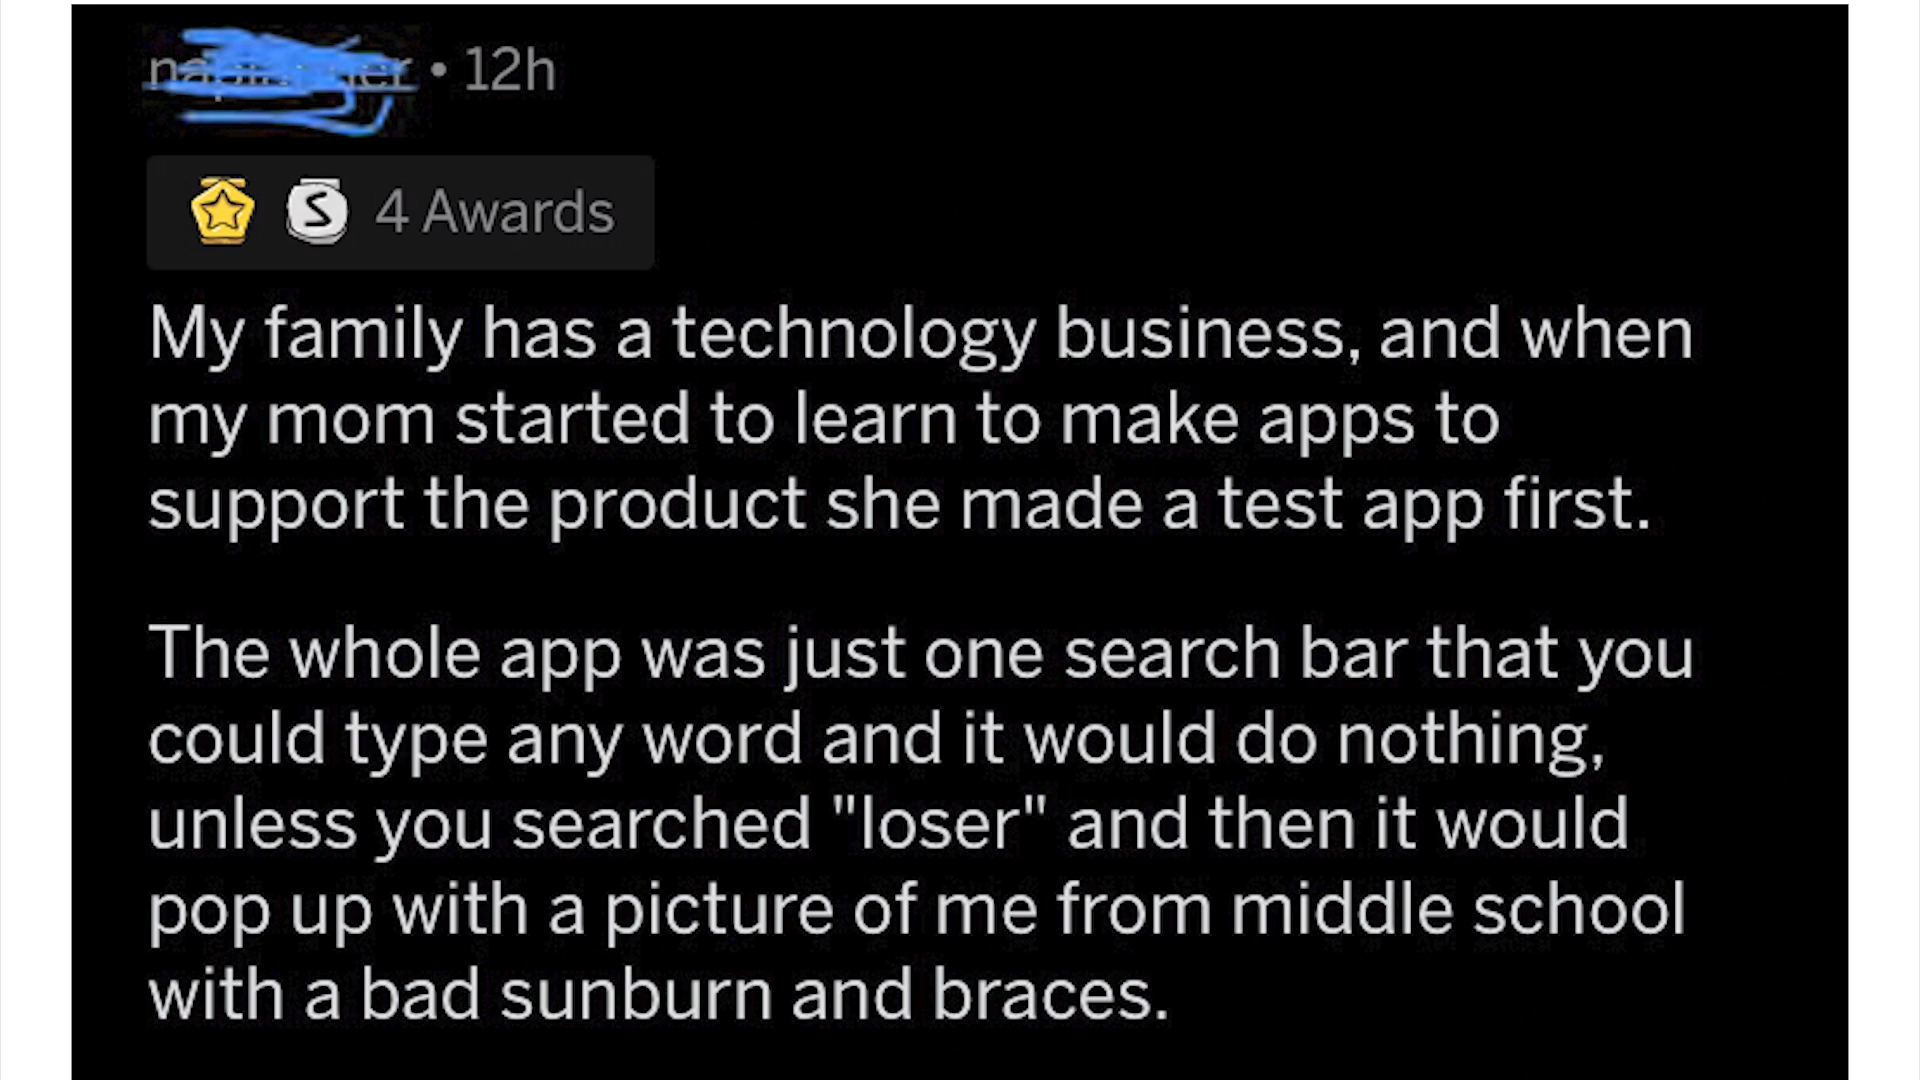 • 12h
4 Awards
My family has a technology business, and when
my mom started to learn to make apps to
support the product she made a test app first.
The whole app was just one search bar that you
could type any word and it would do nothing,
unless you searched "loser" and then it would
pop up with a picture of me from middle school
with a bad sunburn and braces.